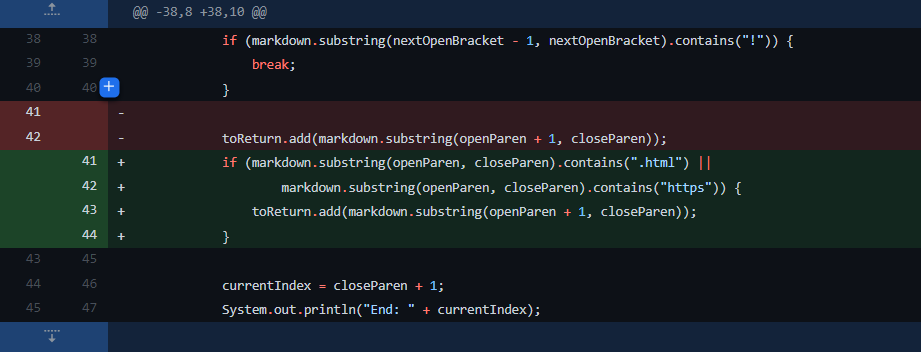 @@ -38,8 +38,10 @@
38 38 if (markdown.substring(nextOpenBracket - 1, nextOpenBracket).contains("!")) {
39 39 break;
40 40 + }
41 -
42 - toReturn.add(markdown.substring(openParen + 1, closeParen));
41 + if (markdown.substring(openParen, closeParen).contains(".html") ||
42 + markdown.substring(openParen, closeParen).contains("https")) {
43 + toReturn.add(markdown.substring(openParen + 1, closeParen));
44 + }
43 45
44 46 currentIndex = closeParen + 1;
45 47 System.out.println("End: " + currentIndex);